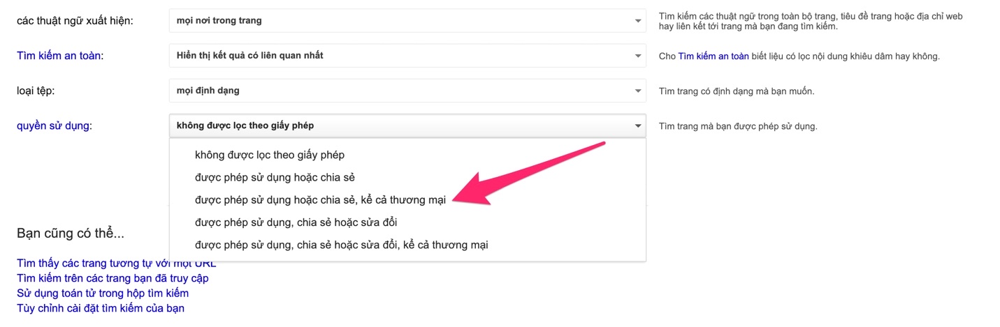 các thuật ngữ xuất hiện:
mọi nơi trong trang
Tìm kiếm các thuật ngữ trong toàn bộ trang, tiêu đề trang hoặc địa chỉ web
hay liên kết tới trang mà bạn đang tìm kiếm.
Tìm kiếm an toàn:
Hiển thị kết quả có liên quan nhất
Cho Tìm kiếm an toàn biết liệu có lọc nội dung khiêu dâm hay không.
loại tệp:
mọi định dạng
Tìm trang có định dạng mà bạn muốn.
quyền sử dụng:
không được lọc theo giấy phép
Tìm trang mà bạn được phép sử dụng.
không được lọc theo giấy phép
được phép sử dụng hoặc chia sẻ
được phép sử dụng hoặc chia sẻ, kể cả thương mại
được phép sử dụng, chia sẻ hoặc sửa đổi
được phép sử dụng, chia sẻ hoặc sửa đổi, kể cả thương mại
Bạn cũng có thể...
Tìm thấy các trang tương tự với một URL
Tìm kiếm trên các trang bạn đã truy cập
Sử dụng toán tử trong hộp tìm kiếm
Tùy chỉnh cài đặt tìm kiếm của bạn